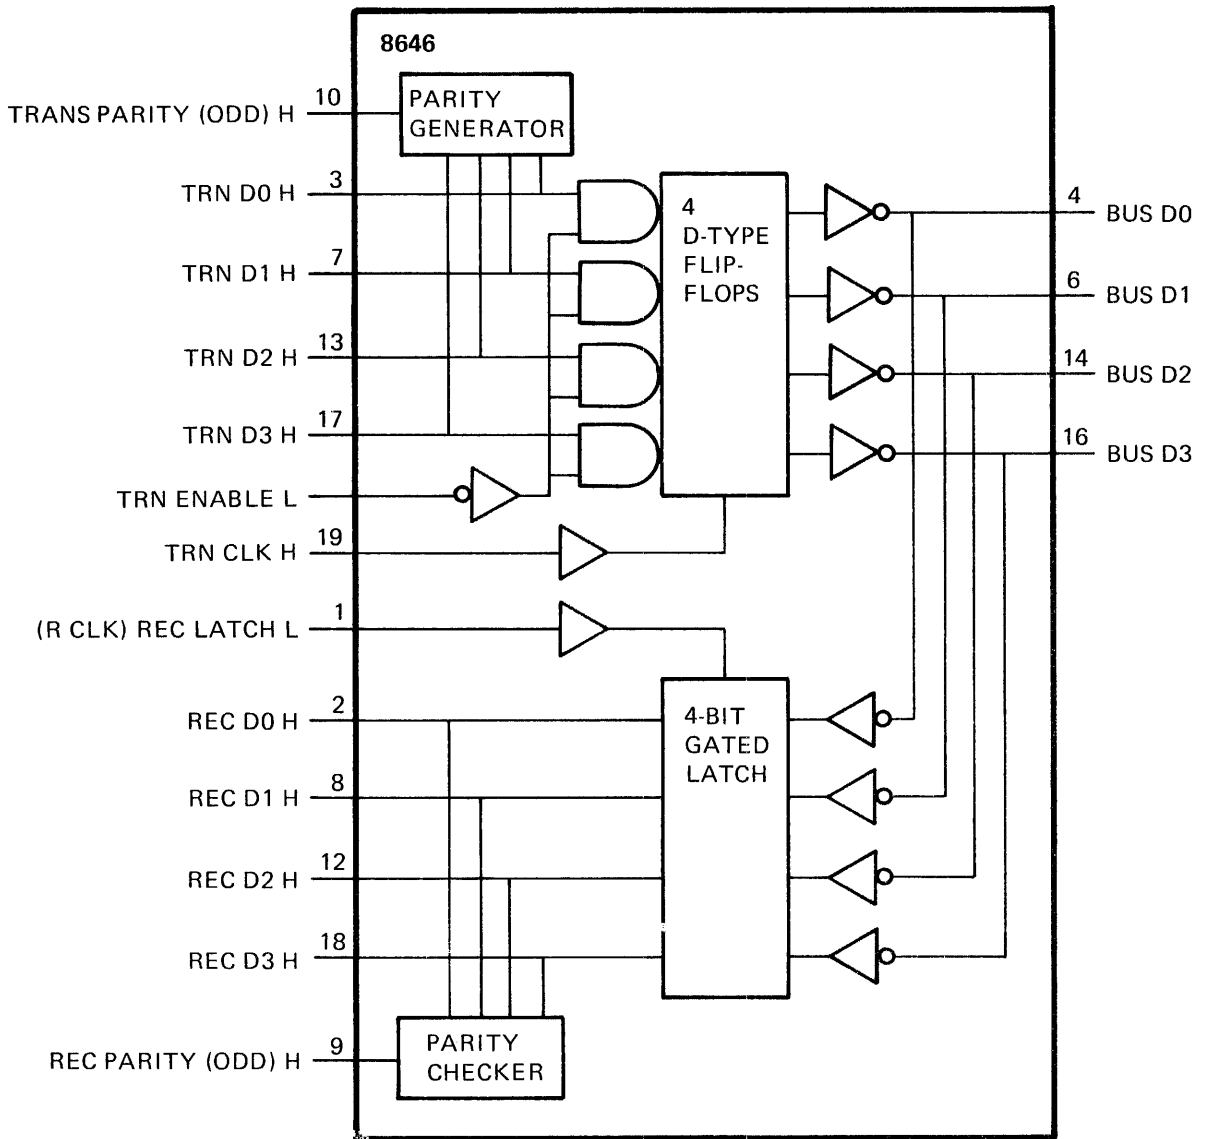 8646
10
TRANS PARITY (ODD) H
PARITY
GENERATOR
3
TRN D0 H
7
TRN D1 H
13
TRN D2 H
17
TRN D3 H
TRN ENABLE L
19
TRN CLK H
4
D-TYPE
FLIP-
FLOPS
4
BUS D0
6
BUS D1
14
BUS D2
16
BUS D3
1
(R CLK) REC LATCH L
2
REC D0 H
8
REC D1 H
12
REC D2 H
18
REC D3 H
4-BIT
GATED
LATCH
9
REC PARITY (ODD) H
PARITY
CHECKER